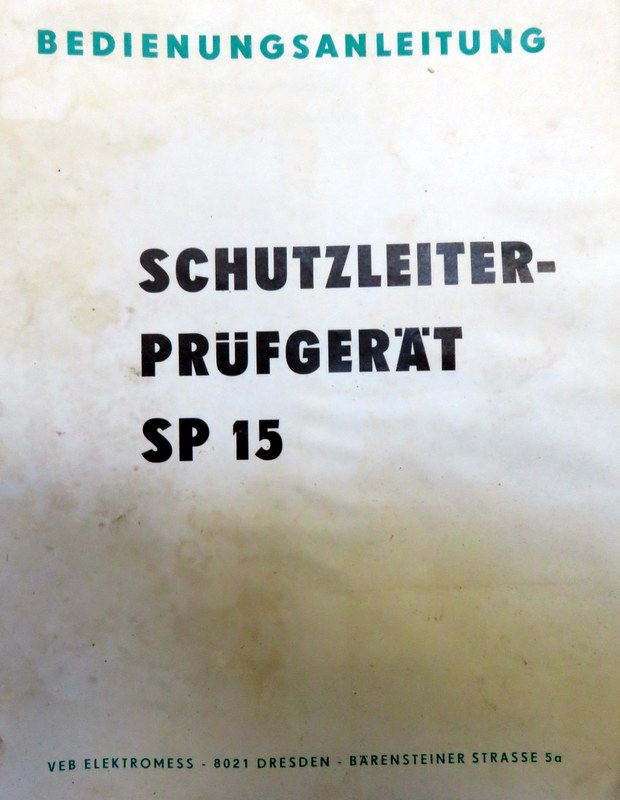 BEDIENUNGSANLEITUNG
SCHUTZLEITER-
PRÜFGERÄT
SP 15
VEB ELEKTROMESS - 8021 DRESDEN - BÄRENSTEINER STRASSE 5a